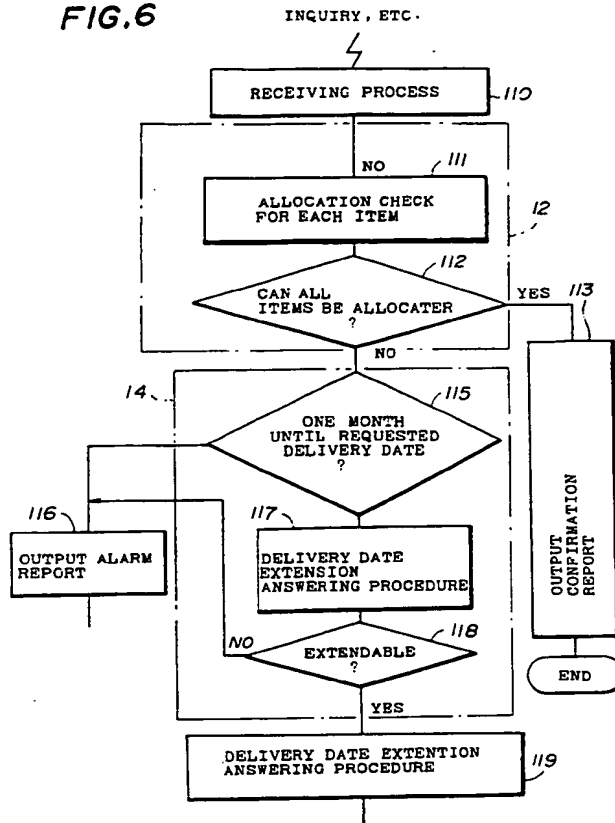 FIG.6
INQUIRY, ETC.
RECEIVING PROCESS
110
NO
111
ALLOCATION CHECK
FOR EACH ITEM
12
112
CAN ALL
ITEMS BE ALLOCATER
?
YES
113
NO
OUTPUT
CONFIRMATION
REPORT
END
14
115
ONE MONTH
UNTIL REQUESTED
DELIVERY DATE
?
116
OUTPUT ALARM
REPORT
117
DELIVERY DATE
EXTENSION
ANSWERING PROCEDURE
118
NO
EXTENDABLE
?
YES
DELIVERY DATE EXTENTION
ANSWERING PROCEDURE
119